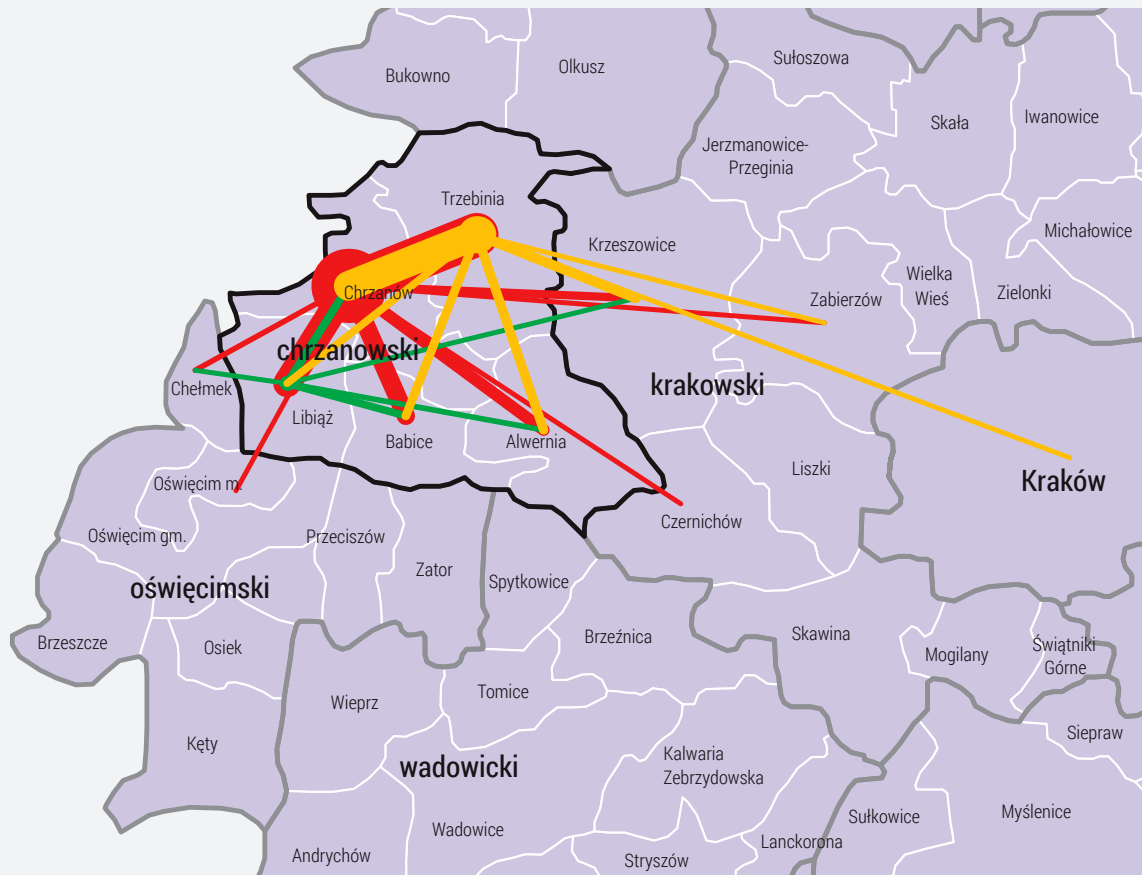 Sułoszowa
Olkusz
Bukowno
Iwanowice
Skała
Jerzmanowice-
Przeginia
Trzebinia
Michałowice
Krzeszowice
Wielka
Wieś
Zabierzów
Zielonki
Chrzanów
chrzanowski
krakowski
Chełmek
Libiąż
Babice
Alwernia
Liszki
Kraków
Oświęcim m.
Czernichów
Oświęcim gm.
Przeciszów
Zator
Spytkowice
oświęcimski
Brzeszcze
Osiek
Brzeźnica
Skawina
Mogilany
Świątniki
Górne
Wieprz
Tomice
Siepraw
Kęty
Kalwaria
Zebrzydowska
wadowicki
Myślenice
Sułkowice
Wadowice
Lanckorona
Andrychów
Stryszów